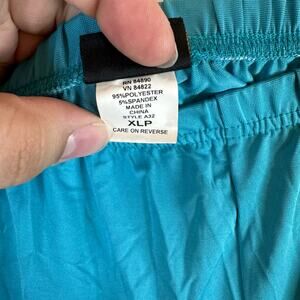 RN 84890
VN 84822
95%POLYESTER
5%SPANDEX
MADE IN
CHINA
STYLE A32
XLP
CARE ON REVERSE